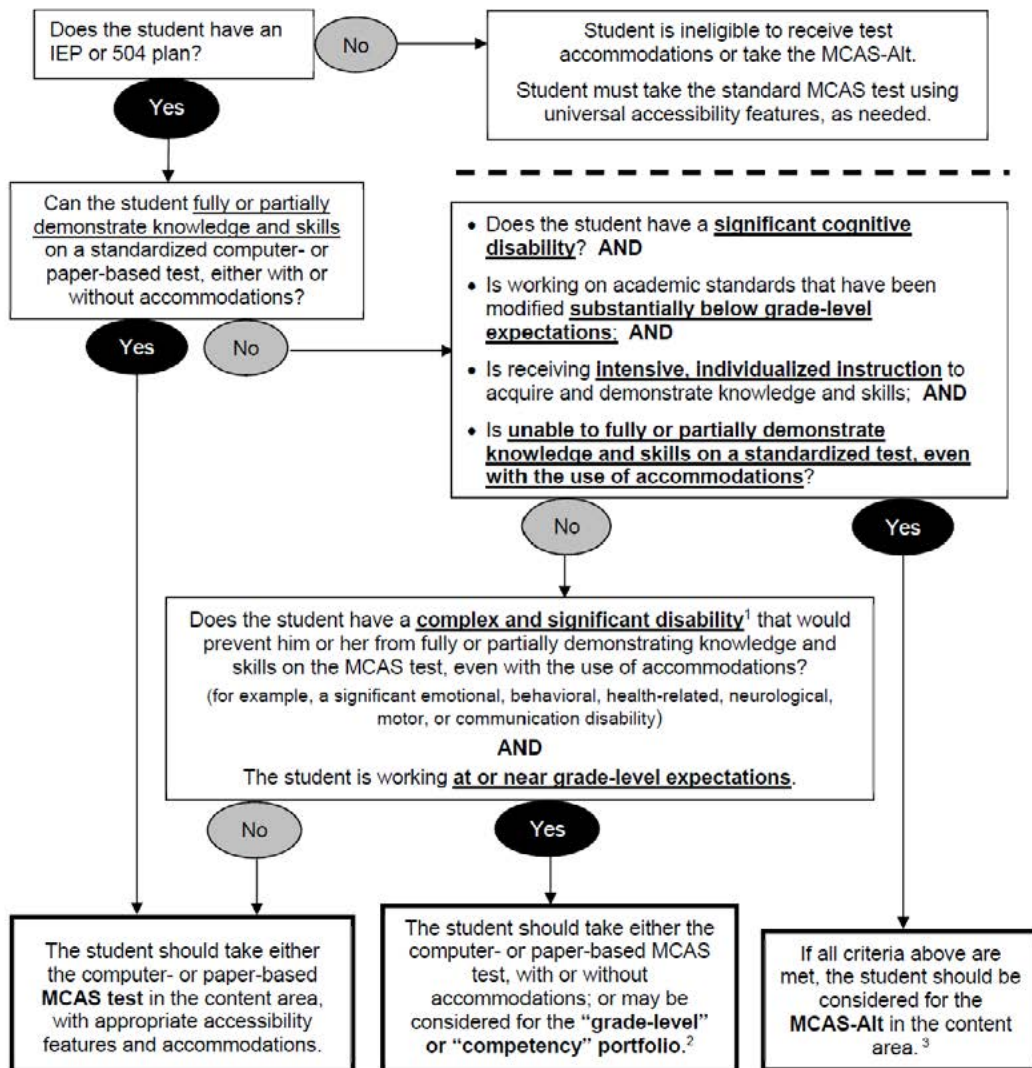 Does the student have an
IEP or 504 plan?
No
Student is ineligible to receive test
accommodations or take the MCAS-Alt.
Student must take the standard MCAS test using
universal accessibility features, as needed.
Yes
Can the student fully or partially
demonstrate knowledge and skills
on a standardized computer- or
paper-based test, either with or
without accommodations?
Yes
No
• Does the student have a significant cognitive
disability? AND
• Is working on academic standards that have been
modified substantially below grade-level
expectations; AND
• Is receiving intensive, individualized instruction to
acquire and demonstrate knowledge and skills; AND
• Is unable to fully or partially demonstrate
knowledge and skills on a standardized test, even
with the use of accommodations?
No
Yes
Does the student have a complex and significant disability¹ that would
prevent him or her from fully or partially demonstrating knowledge and
skills on the MCAS test, even with the use of accommodations?
(for example, a significant emotional, behavioral, health-related, neurological,
motor, or communication disability)
AND
The student is working at or near grade-level expectations.
No
Yes
The student should take either
the computer- or paper-based
MCAS test in the content area,
with appropriate accessibility
features and accommodations.
The student should take either the
computer- or paper-based MCAS
test, with or without
accommodations; or may be
considered for the “grade-level”
or “competency” portfolio.²
If all criteria above are
met, the student should be
considered for the
MCAS-Alt in the content
area. ³